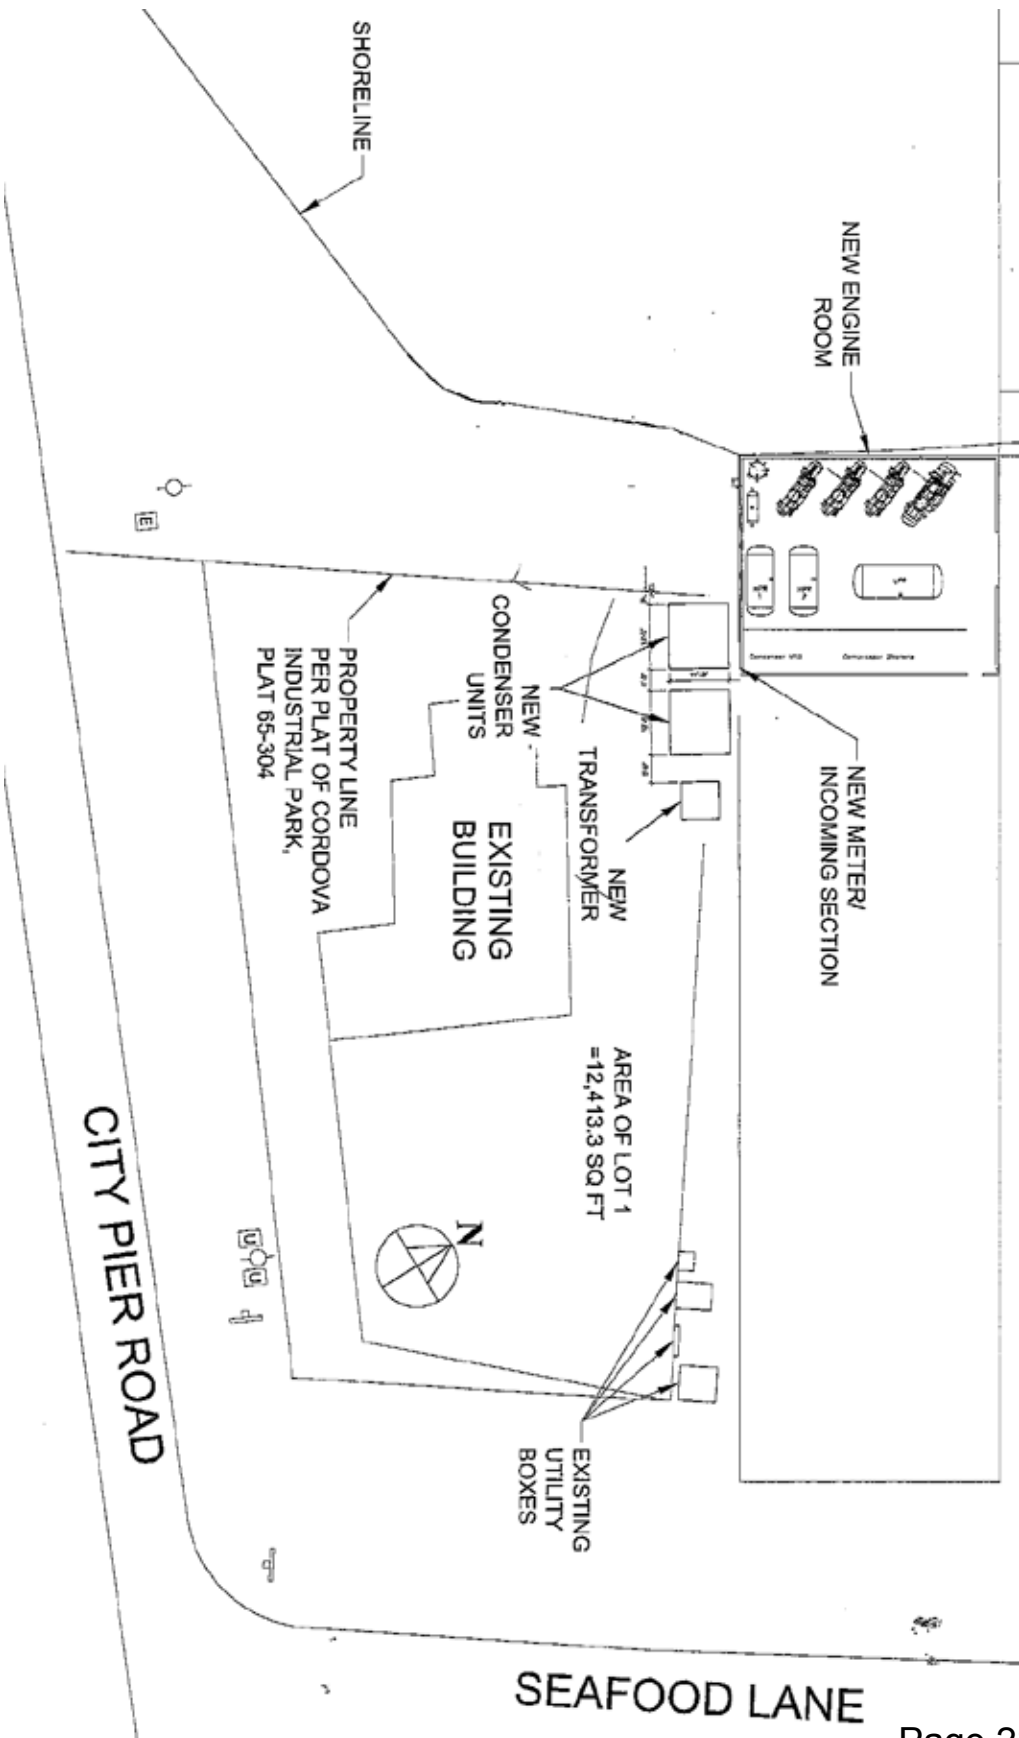 SHORELINE
NEW ENGINE
ROOM
NEW METER/
INCOMING SECTION
NEW
CONDENSER
UNITS
NEW
TRANSFORMER
PROPERTY LINE
PER PLAT OF CORDOVA
INDUSTRIAL PARK,
PLAT 65-304
EXISTING
BUILDING
AREA OF LOT 1
=12,413.3 SQ FT
N
E
U
U
EXISTING
UTILITY
BOXES
CITY PIER ROAD
SEAFOOD LANE
Page 2